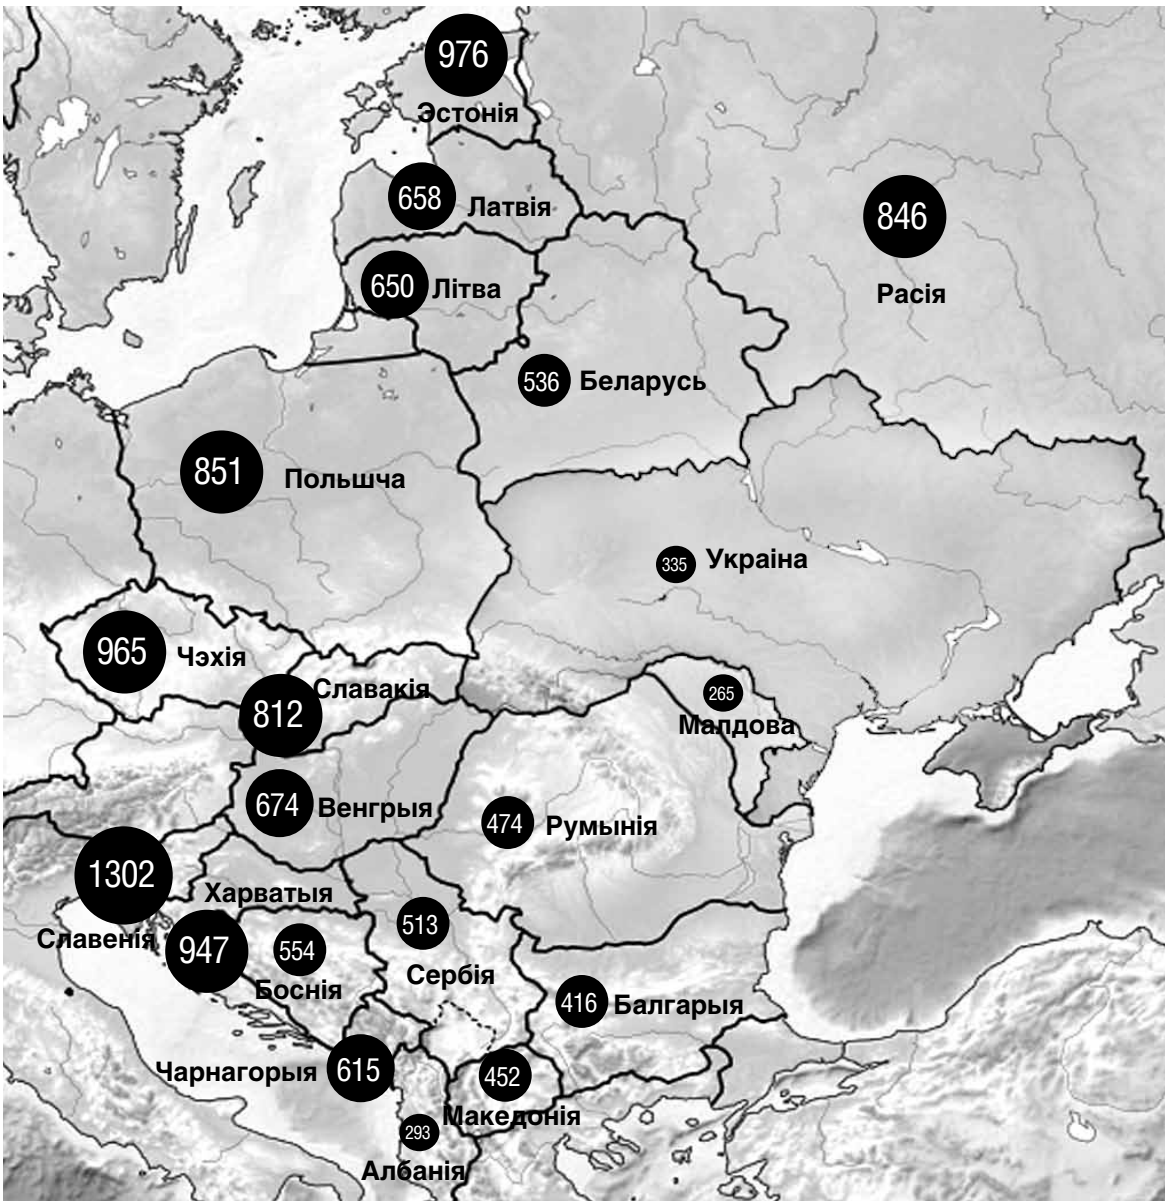 976
Эстонія
658
Латвія
846
Расія
650
Літва
536
Беларусь
851
Польшча
335
Украіна
965
Чэхія
812
Славакія
265
Малдова
674
Венгрыя
474
Румынія
1302
Славенія
Харватыя
947
554
Боснія
513
Сербія
416
Балгарыя
Чарнагорыя
615
452
Македонія
293
Албанія